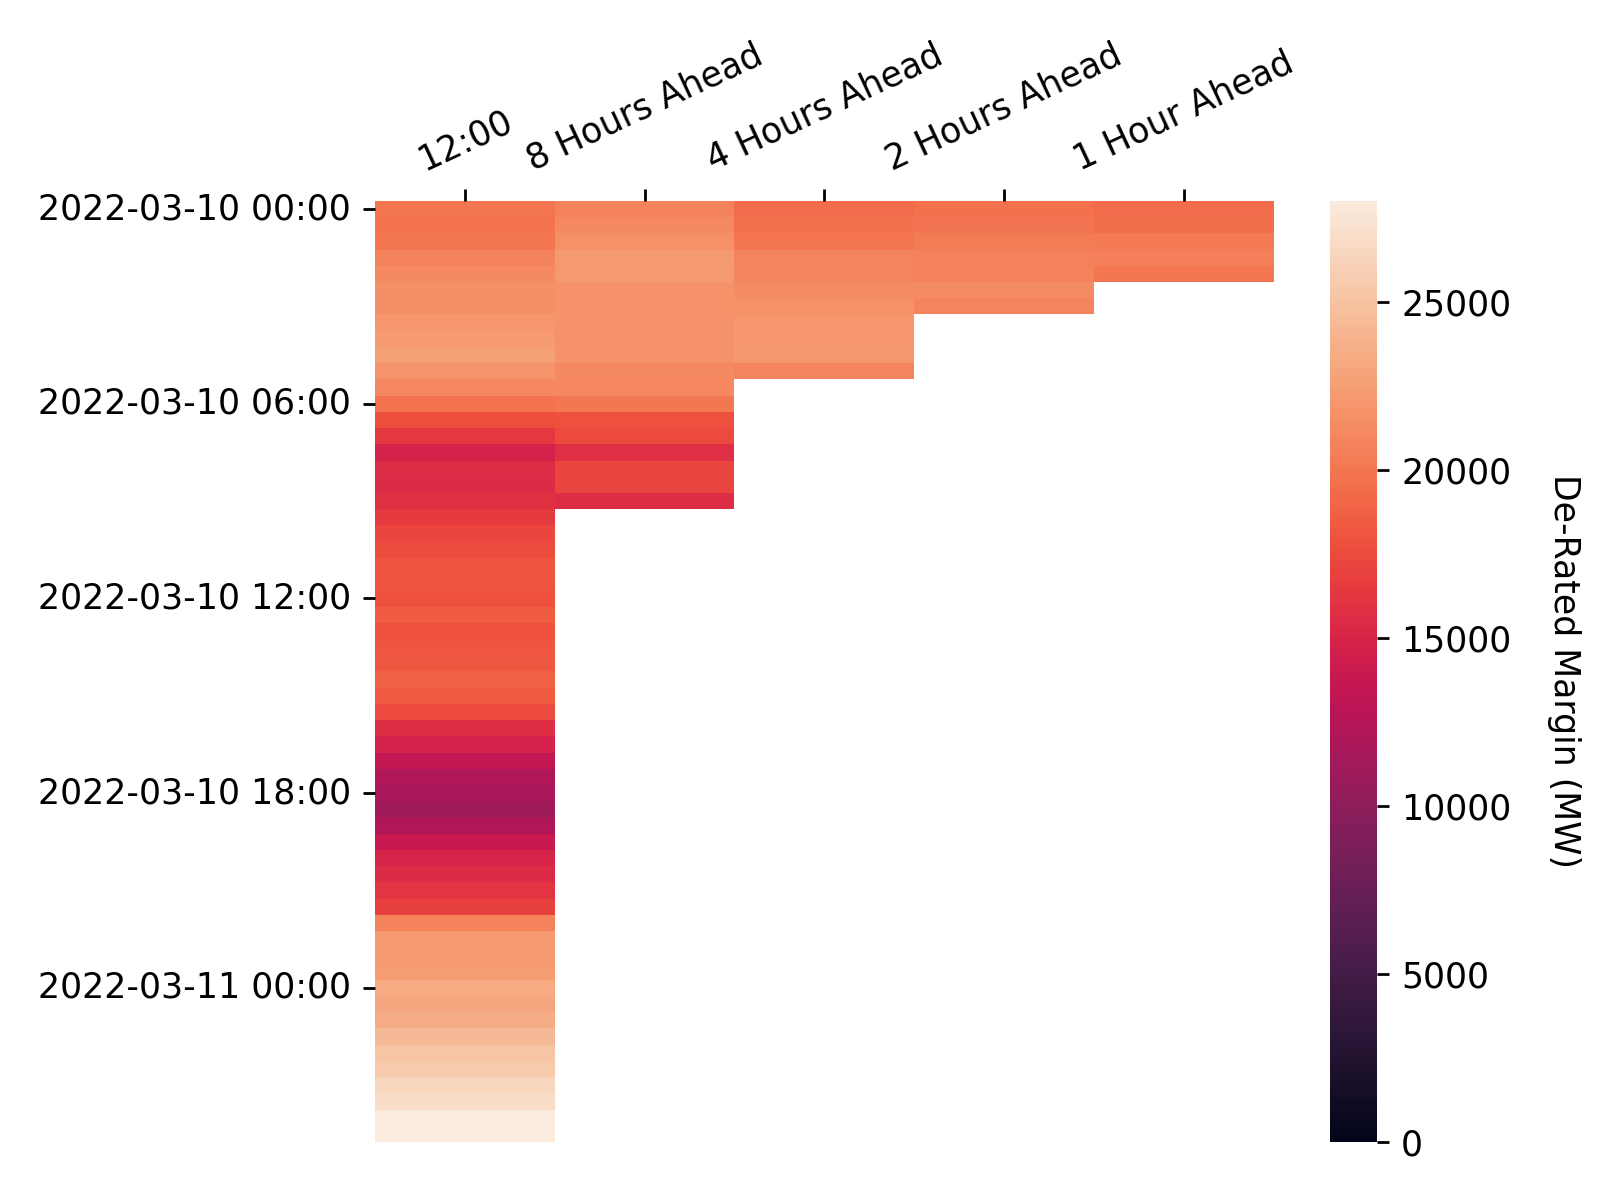 12:00
8 Hours Ahead
4 Hours Ahead
2 Hours Ahead
1 Hour Ahead
2022-03-10 00:00
2022-03-10 06:00
2022-03-10 12:00
2022-03-10 18:00
2022-03-11 00:00
25000
20000
15000
10000
5000
0
De-Rated Margin (MW)